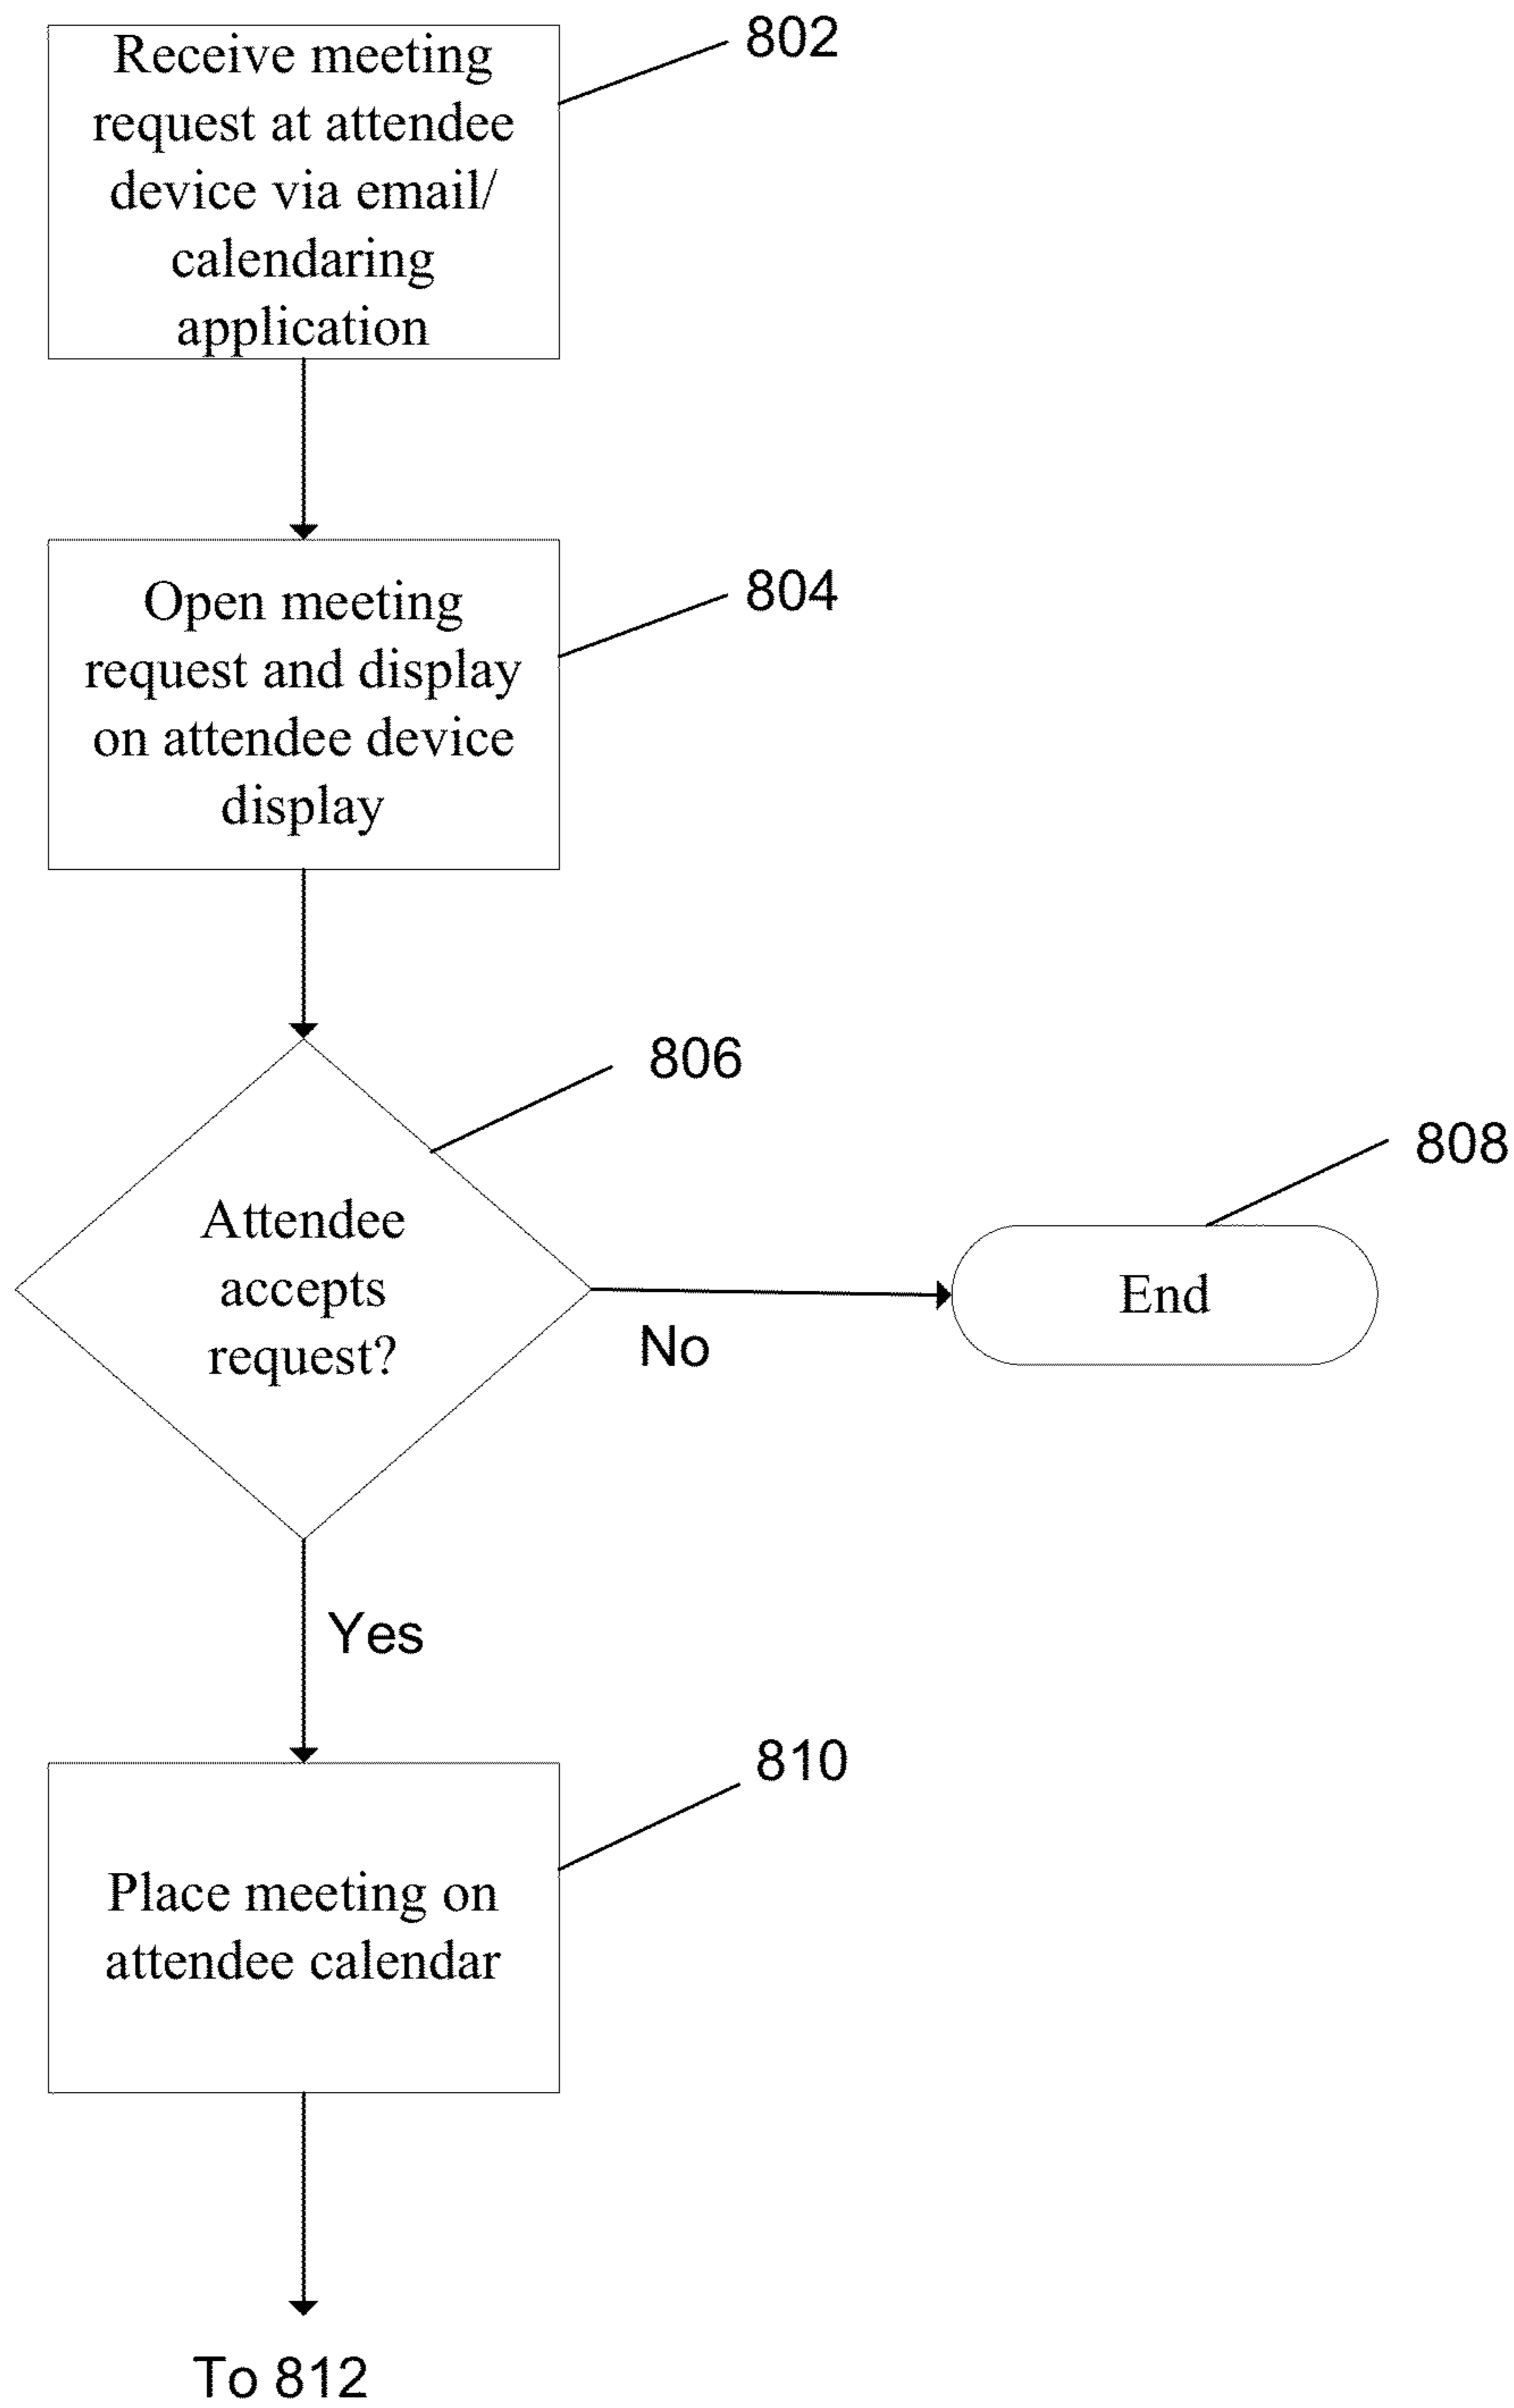 Receive meeting
request at attendee
device via email/
calendaring
application
802
Open meeting
request and display
on attendee device
display
804
Attendee
accepts
request?
806
No
End
808
Yes
Place meeting on
attendee calendar
810
To 812